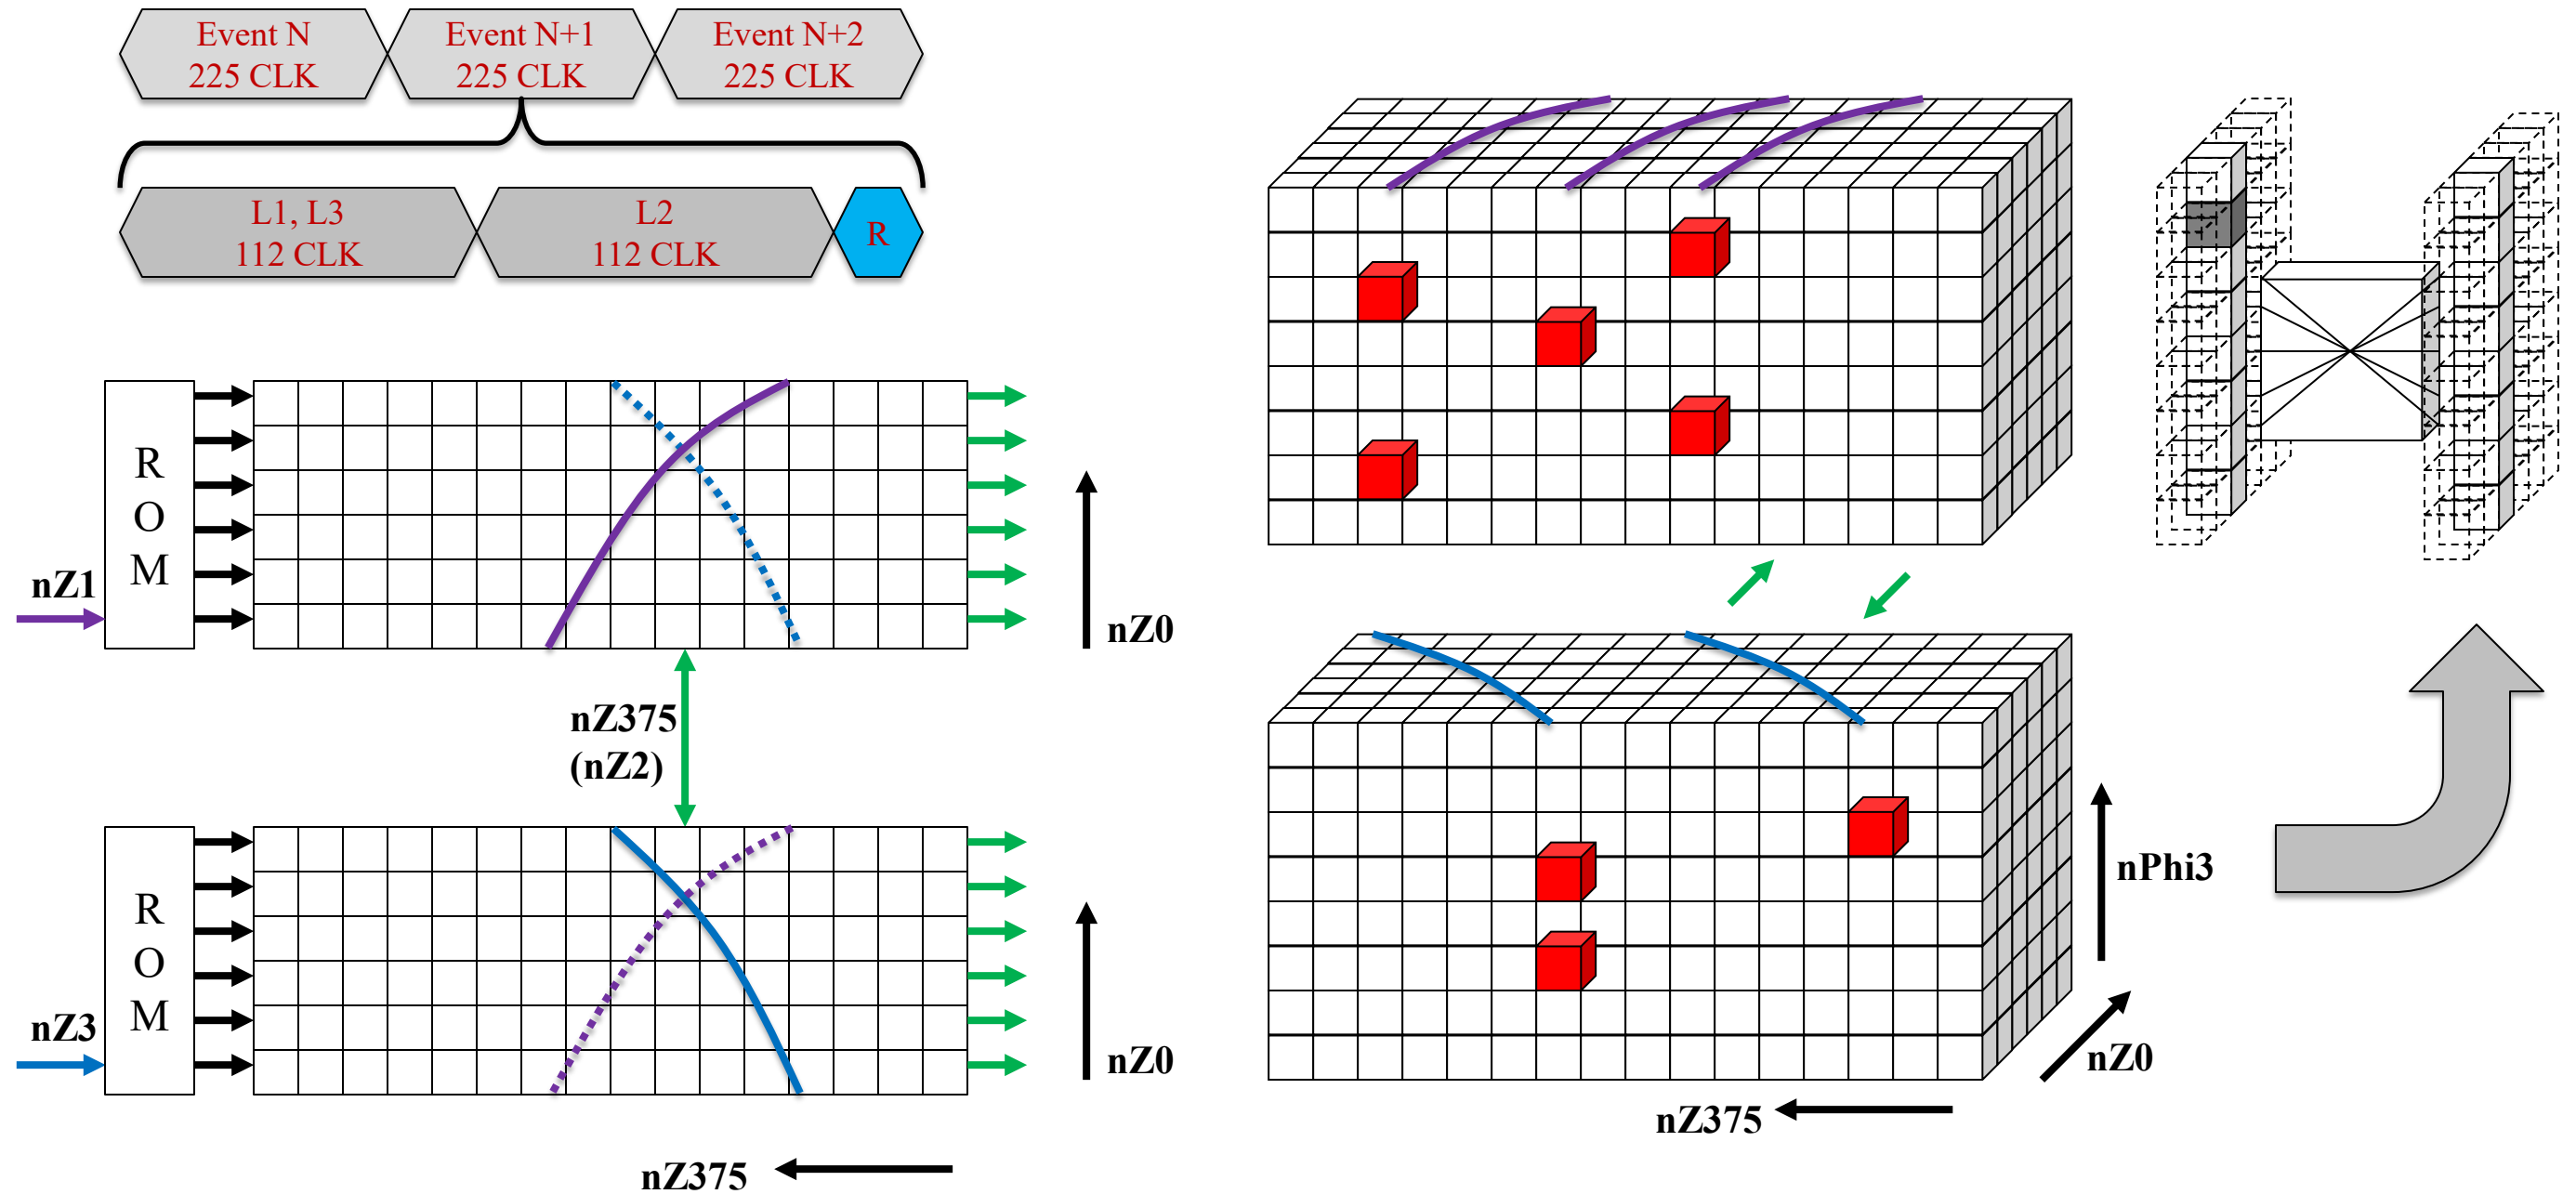 Event N
225 CLK
Event N+1
225 CLK
Event N+2
225 CLK
L1, L3
112 CLK
L2
112 CLK
R
R
O
M
nZ1
nZ0
nZ375
(nZ2)
R
O
M
nZ3
nZ0
nZ375
nPhi3
nZ0
nZ375